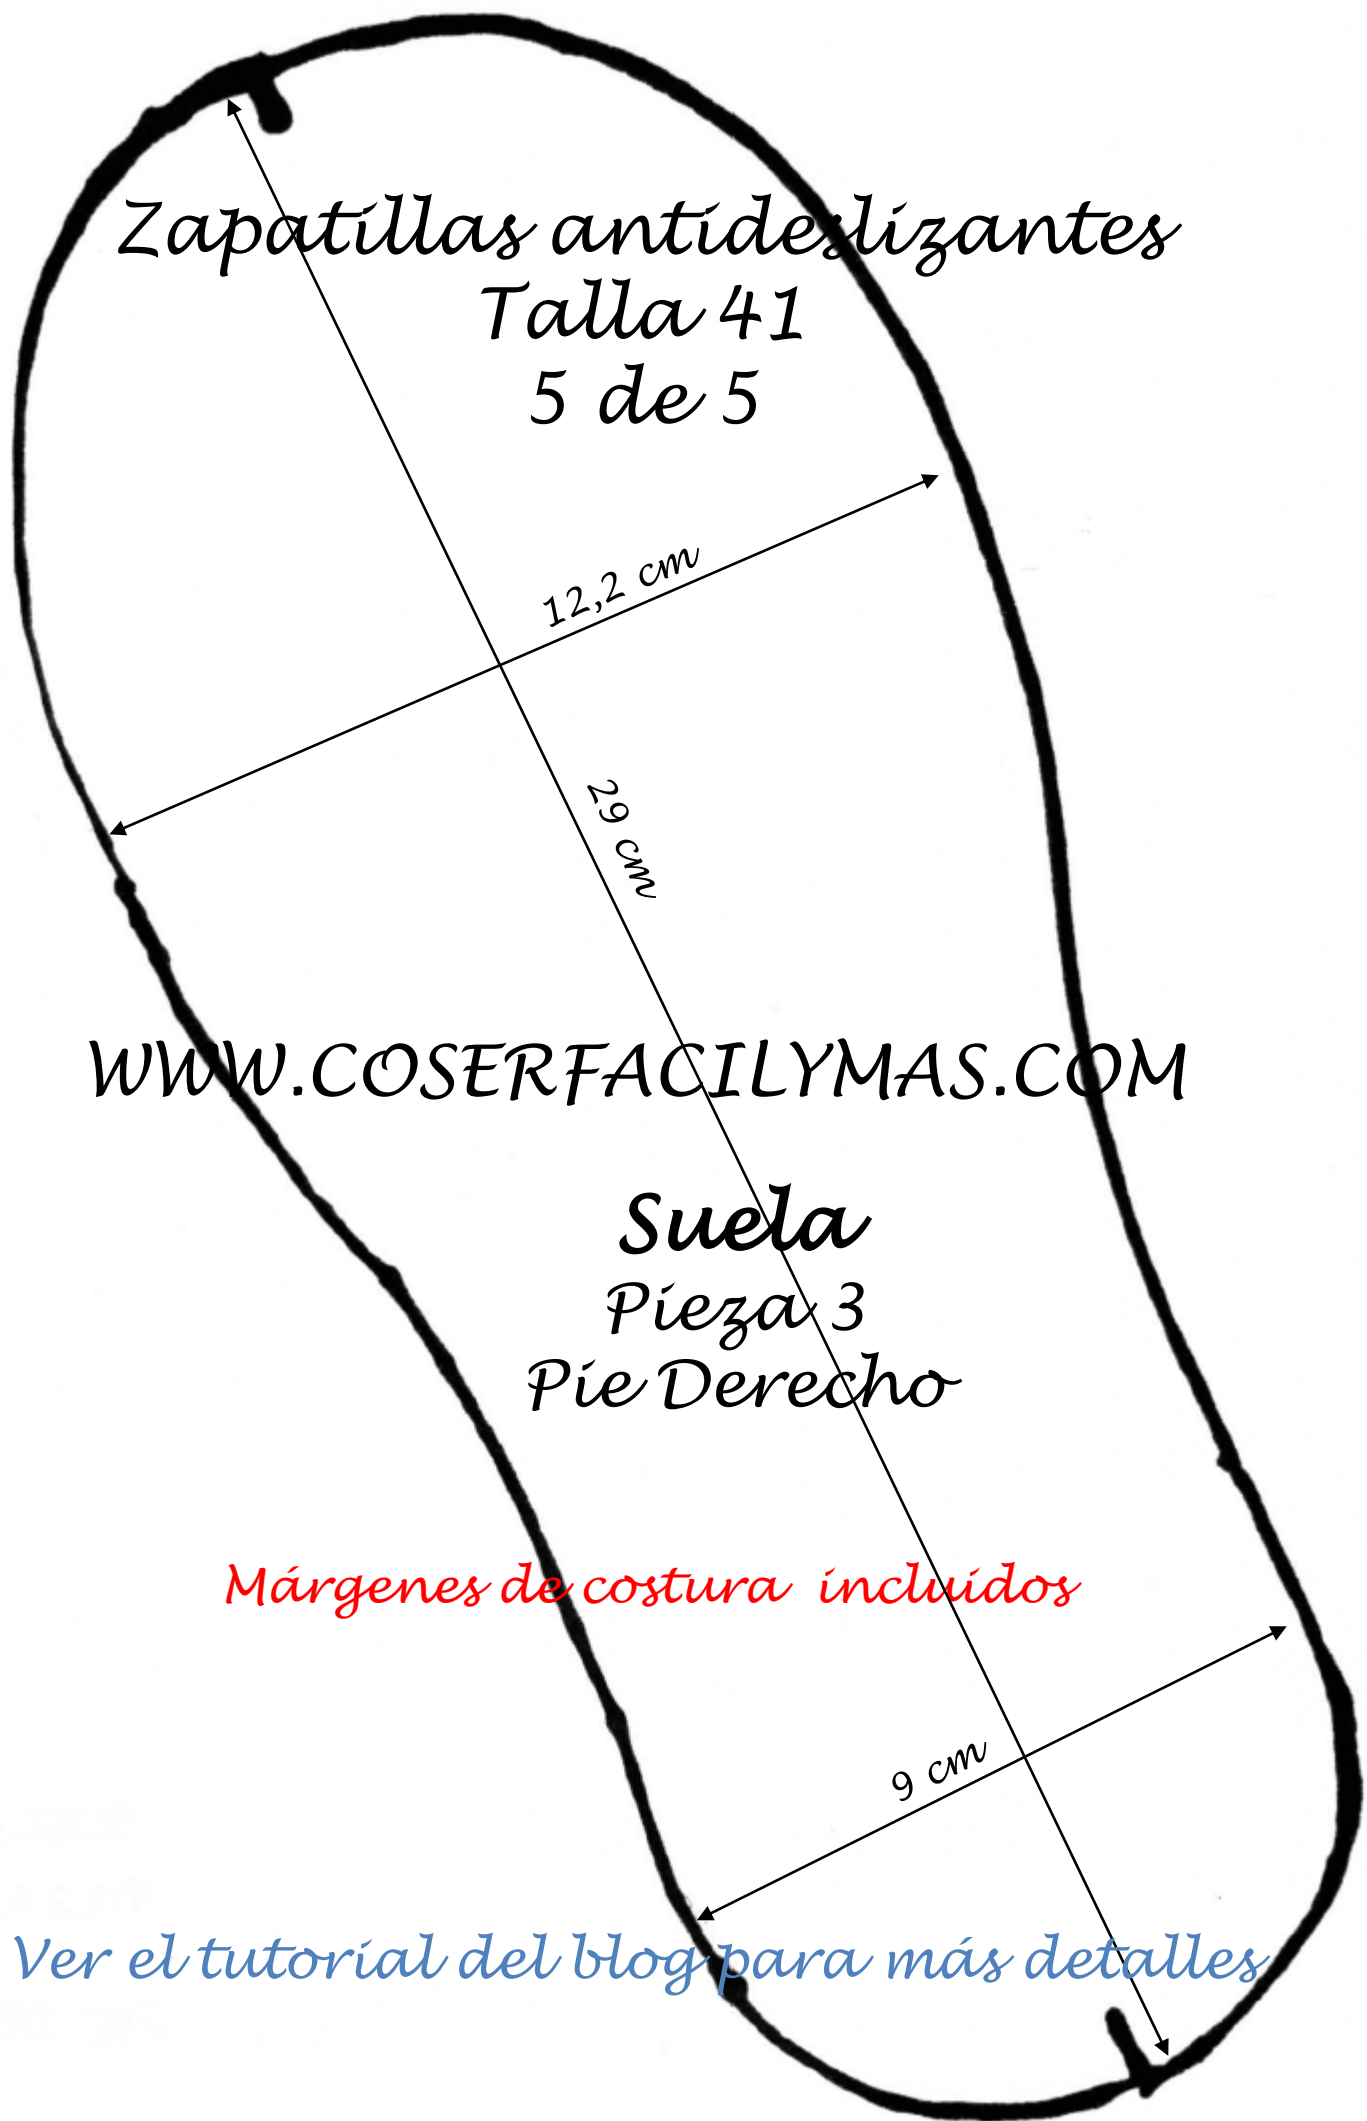 Zapatillas antideslizantes
Talla 41
5 de 5
12,2 cm
29 cm
WWW.COSERFACILYMAS.COM
Suela
Pieza 3
Pie Derecho
Márgenes de costura incluidos
9 cm
Ver el tutorial del blog para más detalles